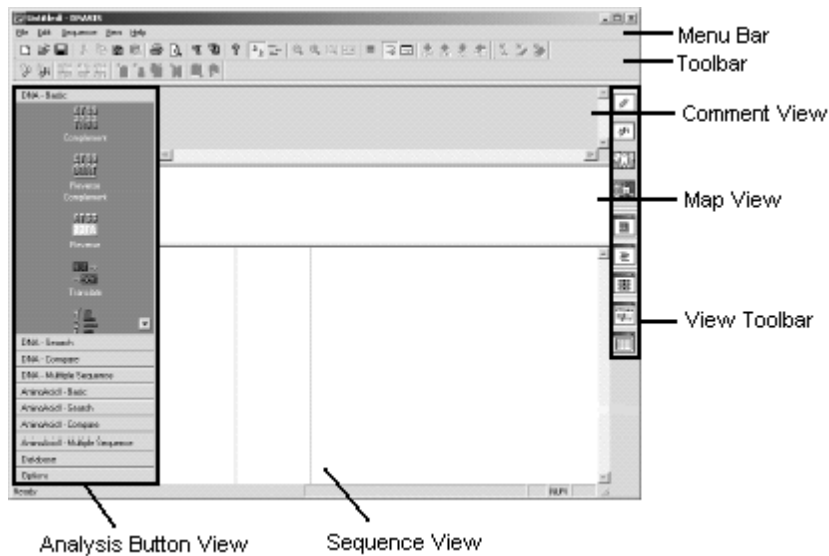 Untitled1 - DNASIS
File Edit Sequence View Help
Menu Bar
Toolbar
DNA - Basic
Complement
Comment View
Reverse
Complement
Map View
Reverse
Translate
View Toolbar
DNA - Search
DNA - Compare
DNA - Multiple Sequence
AminoAcid - Basic
AminoAcid - Search
AminoAcid - Compare
AminoAcid - Multiple Sequence
Database
Options
Ready
NUM
Analysis Button View
Sequence View